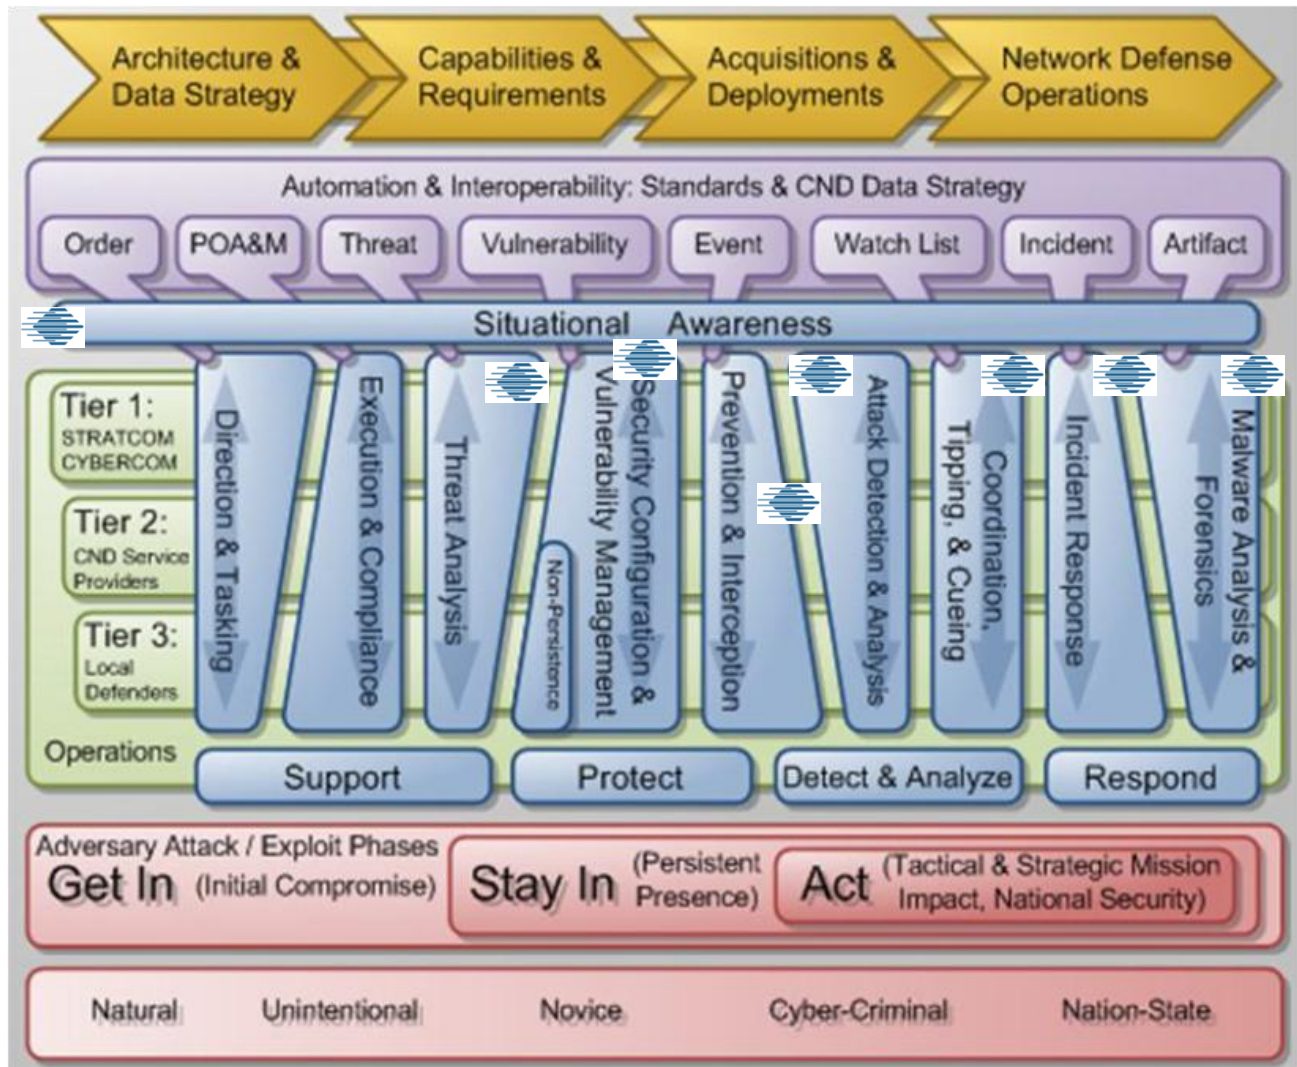 Architecture &
Data Strategy
Capabilities &
Requirements
Acquisitions &
Deployments
Network Defense
Operations
Automation & Interoperability: Standards & CND Data Strategy
Order
POA&M
Threat
Vulnerability
Event
Watch List
Incident
Artifact
Situational Awareness
Tier 1:
STRATCOM
CYBERCOM
Tier 2:
CND Service
Providers
Tier 3:
Local
Defenders
Operations
Direction & Tasking
Execution & Compliance
Threat Analysis
Non-Persistence
Security Configuration &
Vulnerability Management
Prevention & Interception
Attack Detection & Analysis
Coordination,
Tipping, & Cueing
Incident Response
Malware Analysis &
Forensics
Support
Protect
Detect & Analyze
Respond
Adversary Attack / Exploit Phases
Get In (Initial Compromise)
Stay In (Persistent
Presence)
Act (Tactical & Strategic Mission
Impact, National Security)
Natural
Unintentional
Novice
Cyber-Criminal
Nation-State